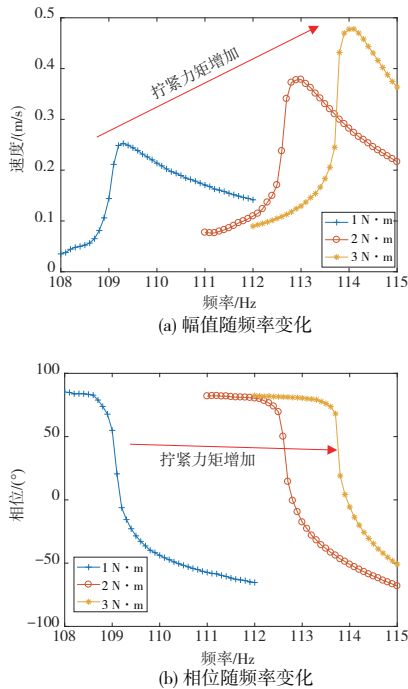 0.5
0.4
0.3
0.2
0.1
0
速度/(m/s)
拧紧力矩增加
1 N·m
2 N·m
3 N·m
108 109 110 111 112 113 114 115
频率/Hz
(a) 幅值随频率变化
100
50
0
-50
-100
相位/(°)
拧紧力矩增加
1 N·m
2 N·m
3 N·m
108 109 110 111 112 113 114 115
频率/Hz
(b) 相位随频率变化